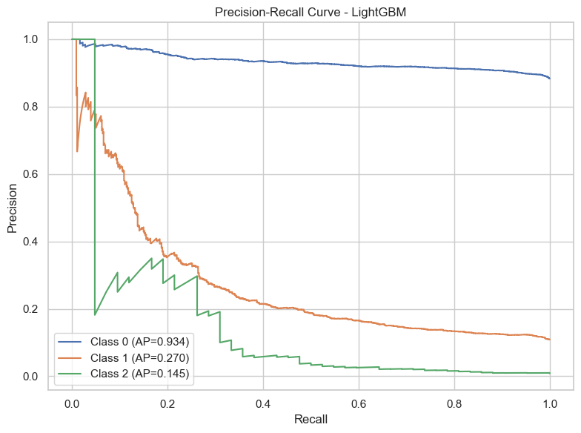 Precision-Recall Curve - LightGBM
1.0
0.8
0.6
0.4
0.2
0.0
Precision
Class 0 (AP=0.934)
Class 1 (AP=0.270)
Class 2 (AP=0.145)
0.0 0.2 0.4 0.6 0.8 1.0
Recall